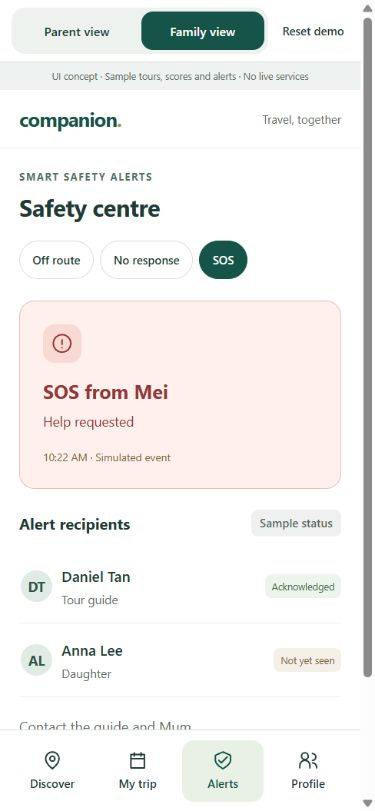 Parent view
Family view
Reset demo
UI concept · Sample tours, scores and alerts · No live services
companion.
Travel, together
SMART SAFETY ALERTS
Safety centre
Off route
No response
SOS
SOS from Mei
Help requested
10:22 AM · Simulated event
Alert recipients
Sample status
DT
Daniel Tan
Tour guide
Acknowledged
AL
Anna Lee
Daughter
Not yet seen
Contact the guide and Mum
Discover
My trip
Alerts
Profile